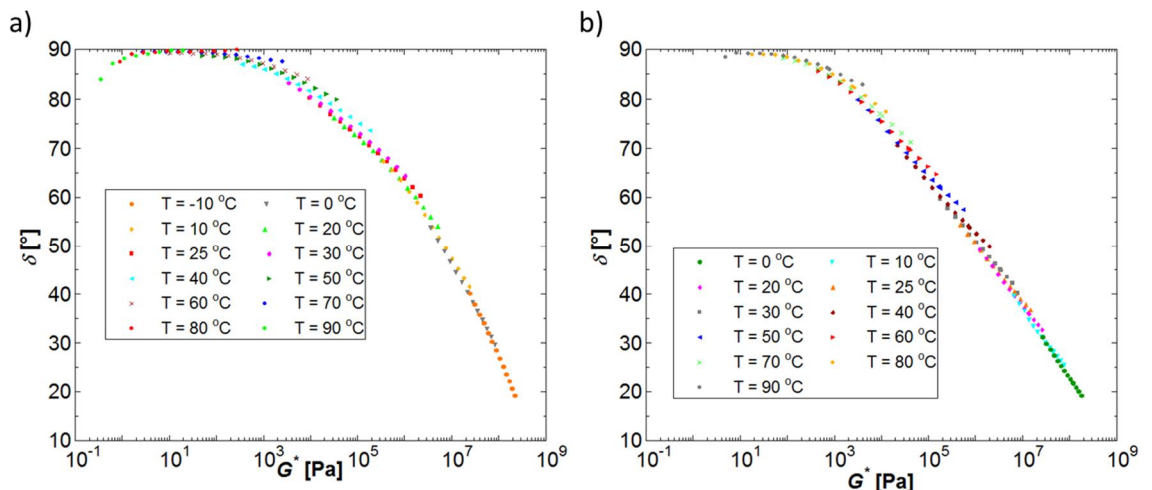 a)
90
80
70
60
50
40
30
20
10
δ [°]
T = -10 °C T = 0 °C
T = 10 °C T = 20 °C
T = 25 °C T = 30 °C
T = 40 °C T = 50 °C
T = 60 °C T = 70 °C
T = 80 °C T = 90 °C
10⁻¹ 10¹ 10³ 10⁵ 10⁷ 10⁹
G* [Pa]
b)
90
80
70
60
50
40
30
20
10
δ [°]
T = 0 °C T = 10 °C
T = 20 °C T = 25 °C
T = 30 °C T = 40 °C
T = 50 °C T = 60 °C
T = 70 °C T = 80 °C
T = 90 °C
10⁻¹ 10¹ 10³ 10⁵ 10⁷ 10⁹
G* [Pa]